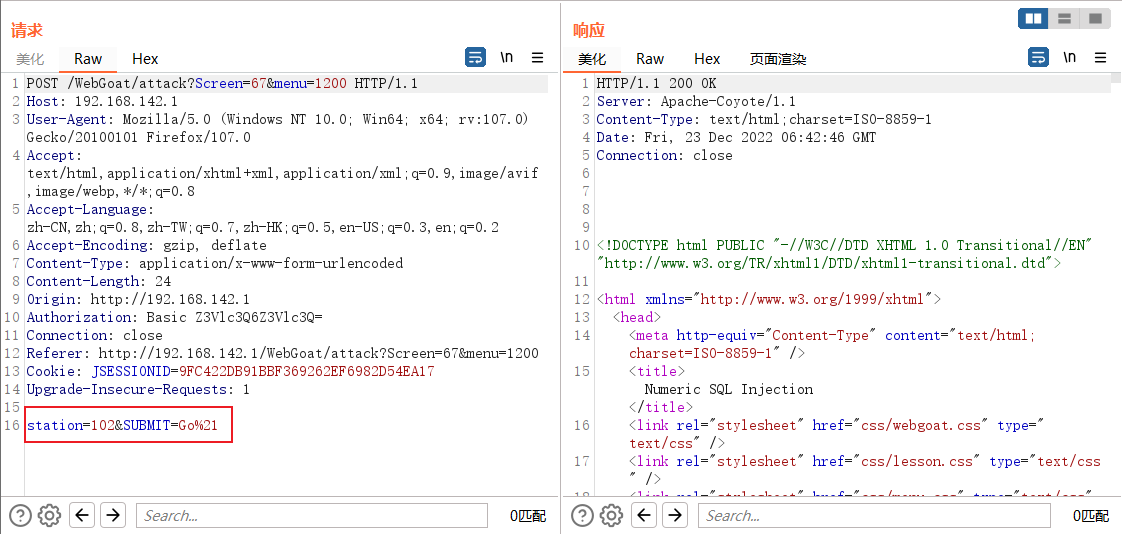 请求
美化 Raw Hex \n
1 POST /WebGoat/attack?Screen=67&menu=1200 HTTP/1.1
2 Host: 192.168.142.1
3 User-Agent: Mozilla/5.0 (Windows NT 10.0; Win64; x64; rv:107.0)
Gecko/20100101 Firefox/107.0
4 Accept:
text/html,application/xhtml+xml,application/xml;q=0.9,image/avif
,image/webp,*/*;q=0.8
5 Accept-Language:
zh-CN,zh;q=0.8,zh-TW;q=0.7,zh-HK;q=0.5,en-US;q=0.3,en;q=0.2
6 Accept-Encoding: gzip, deflate
7 Content-Type: application/x-www-form-urlencoded
8 Content-Length: 24
9 Origin: http://192.168.142.1
10 Authorization: Basic Z3Vlc3Q6Z3Vlc3Q=
11 Connection: close
12 Referer: http://192.168.142.1/WebGoat/attack?Screen=67&menu=1200
13 Cookie: JSESSIONID=9FC422DB91BBF369262EF6982D54EA17
14 Upgrade-Insecure-Requests: 1
15
16 station=102&SUBMIT=Go%21
Search...
0匹配
响应
美化 Raw Hex 页面渲染 \n
1 HTTP/1.1 200 OK
2 Server: Apache-Coyote/1.1
3 Content-Type: text/html;charset=ISO-8859-1
4 Date: Fri, 23 Dec 2022 06:42:46 GMT
5 Connection: close
6
7
8
9
10 <!DOCTYPE html PUBLIC "-//W3C//DTD XHTML 1.0 Transitional//EN"
"http://www.w3.org/TR/xhtml1/DTD/xhtml1-transitional.dtd">
11
12 <html xmlns="http://www.w3.org/1999/xhtml">
13 <head>
14 <meta http-equiv="Content-Type" content="text/html;
charset=ISO-8859-1" />
15 <title>
Numeric SQL Injection
</title>
16 <link rel="stylesheet" href="css/webgoat.css" type="
text/css" />
17 <link rel="stylesheet" href="css/lesson.css" type="text/css
" />
18 <link rel="stylesheet" href="css/menu.css" type="text/css"
Search...
0匹配